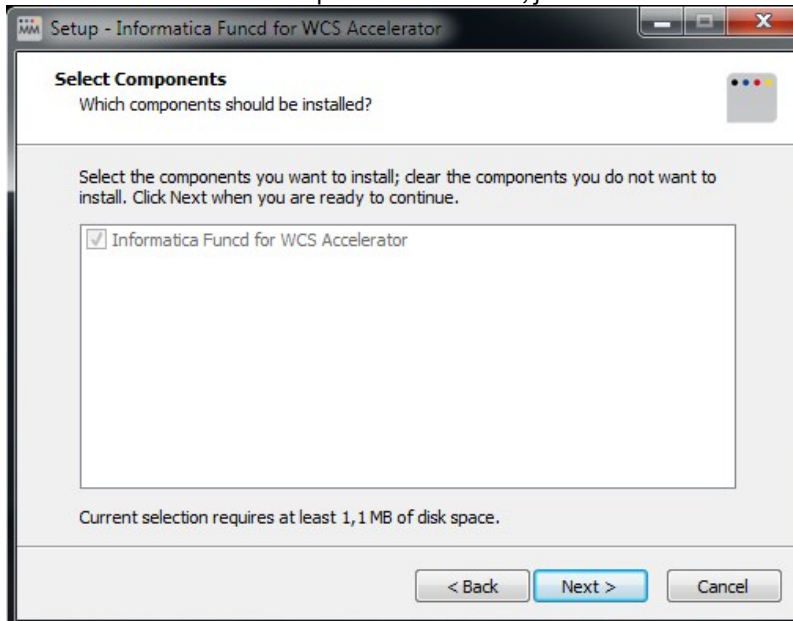 Setup - Informatica Funcd for WCS Accelerator
Select Components
Which components should be installed?
Select the components you want to install; clear the components you do not want to
install. Click Next when you are ready to continue.
Informatica Funcd for WCS Accelerator
Current selection requires at least 1,1 MB of disk space.
< Back
Next >
Cancel